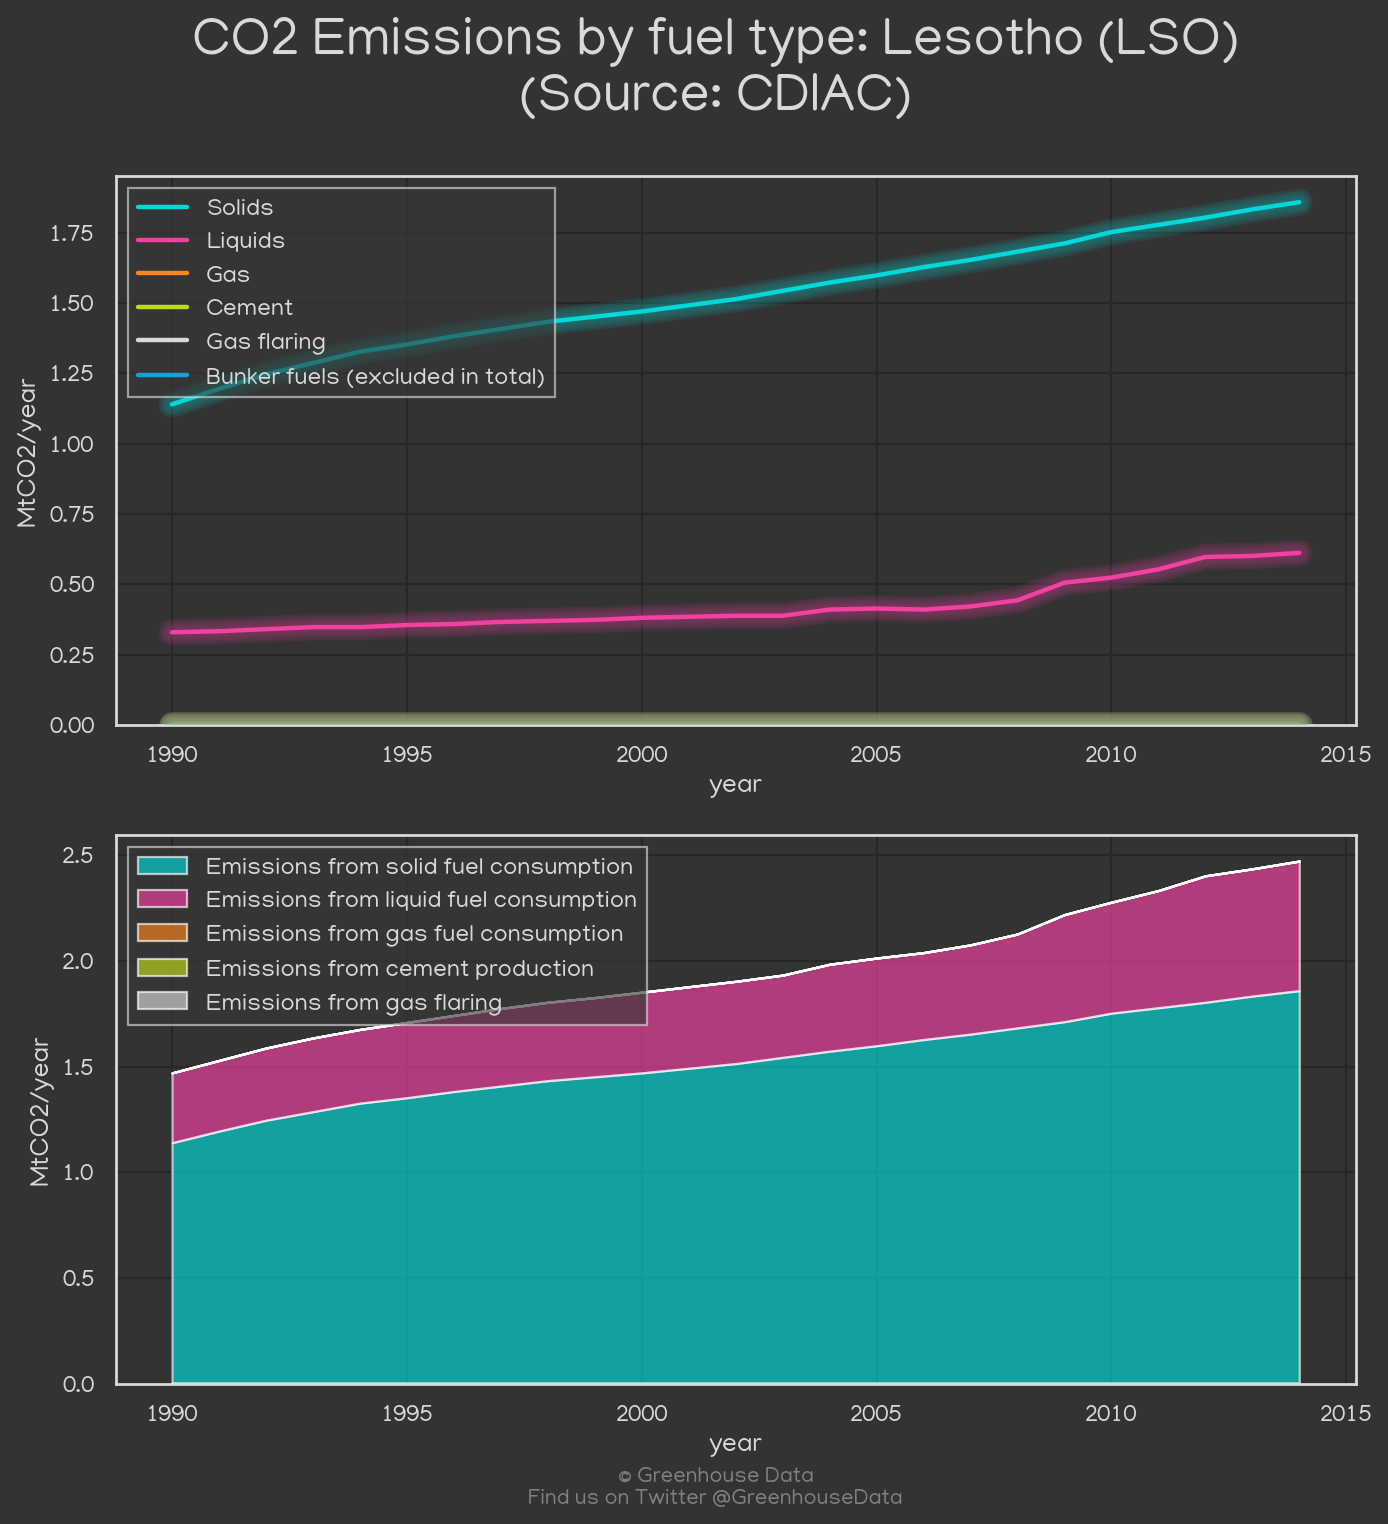 CO2 Emissions by fuel type: Lesotho (LSO)
(Source: CDIAC)
Solids
Liquids
Gas
Cement
Gas flaring
Bunker fuels (excluded in total)
MtCO2/year
1.75
1.50
1.25
1.00
0.75
0.50
0.25
0.00
1990 1995 2000 2005 2010 2015
year
Emissions from solid fuel consumption
Emissions from liquid fuel consumption
Emissions from gas fuel consumption
Emissions from cement production
Emissions from gas flaring
MtCO2/year
2.5
2.0
1.5
1.0
0.5
0.0
1990 1995 2000 2005 2010 2015
year
© Greenhouse Data
Find us on Twitter @GreenhouseData